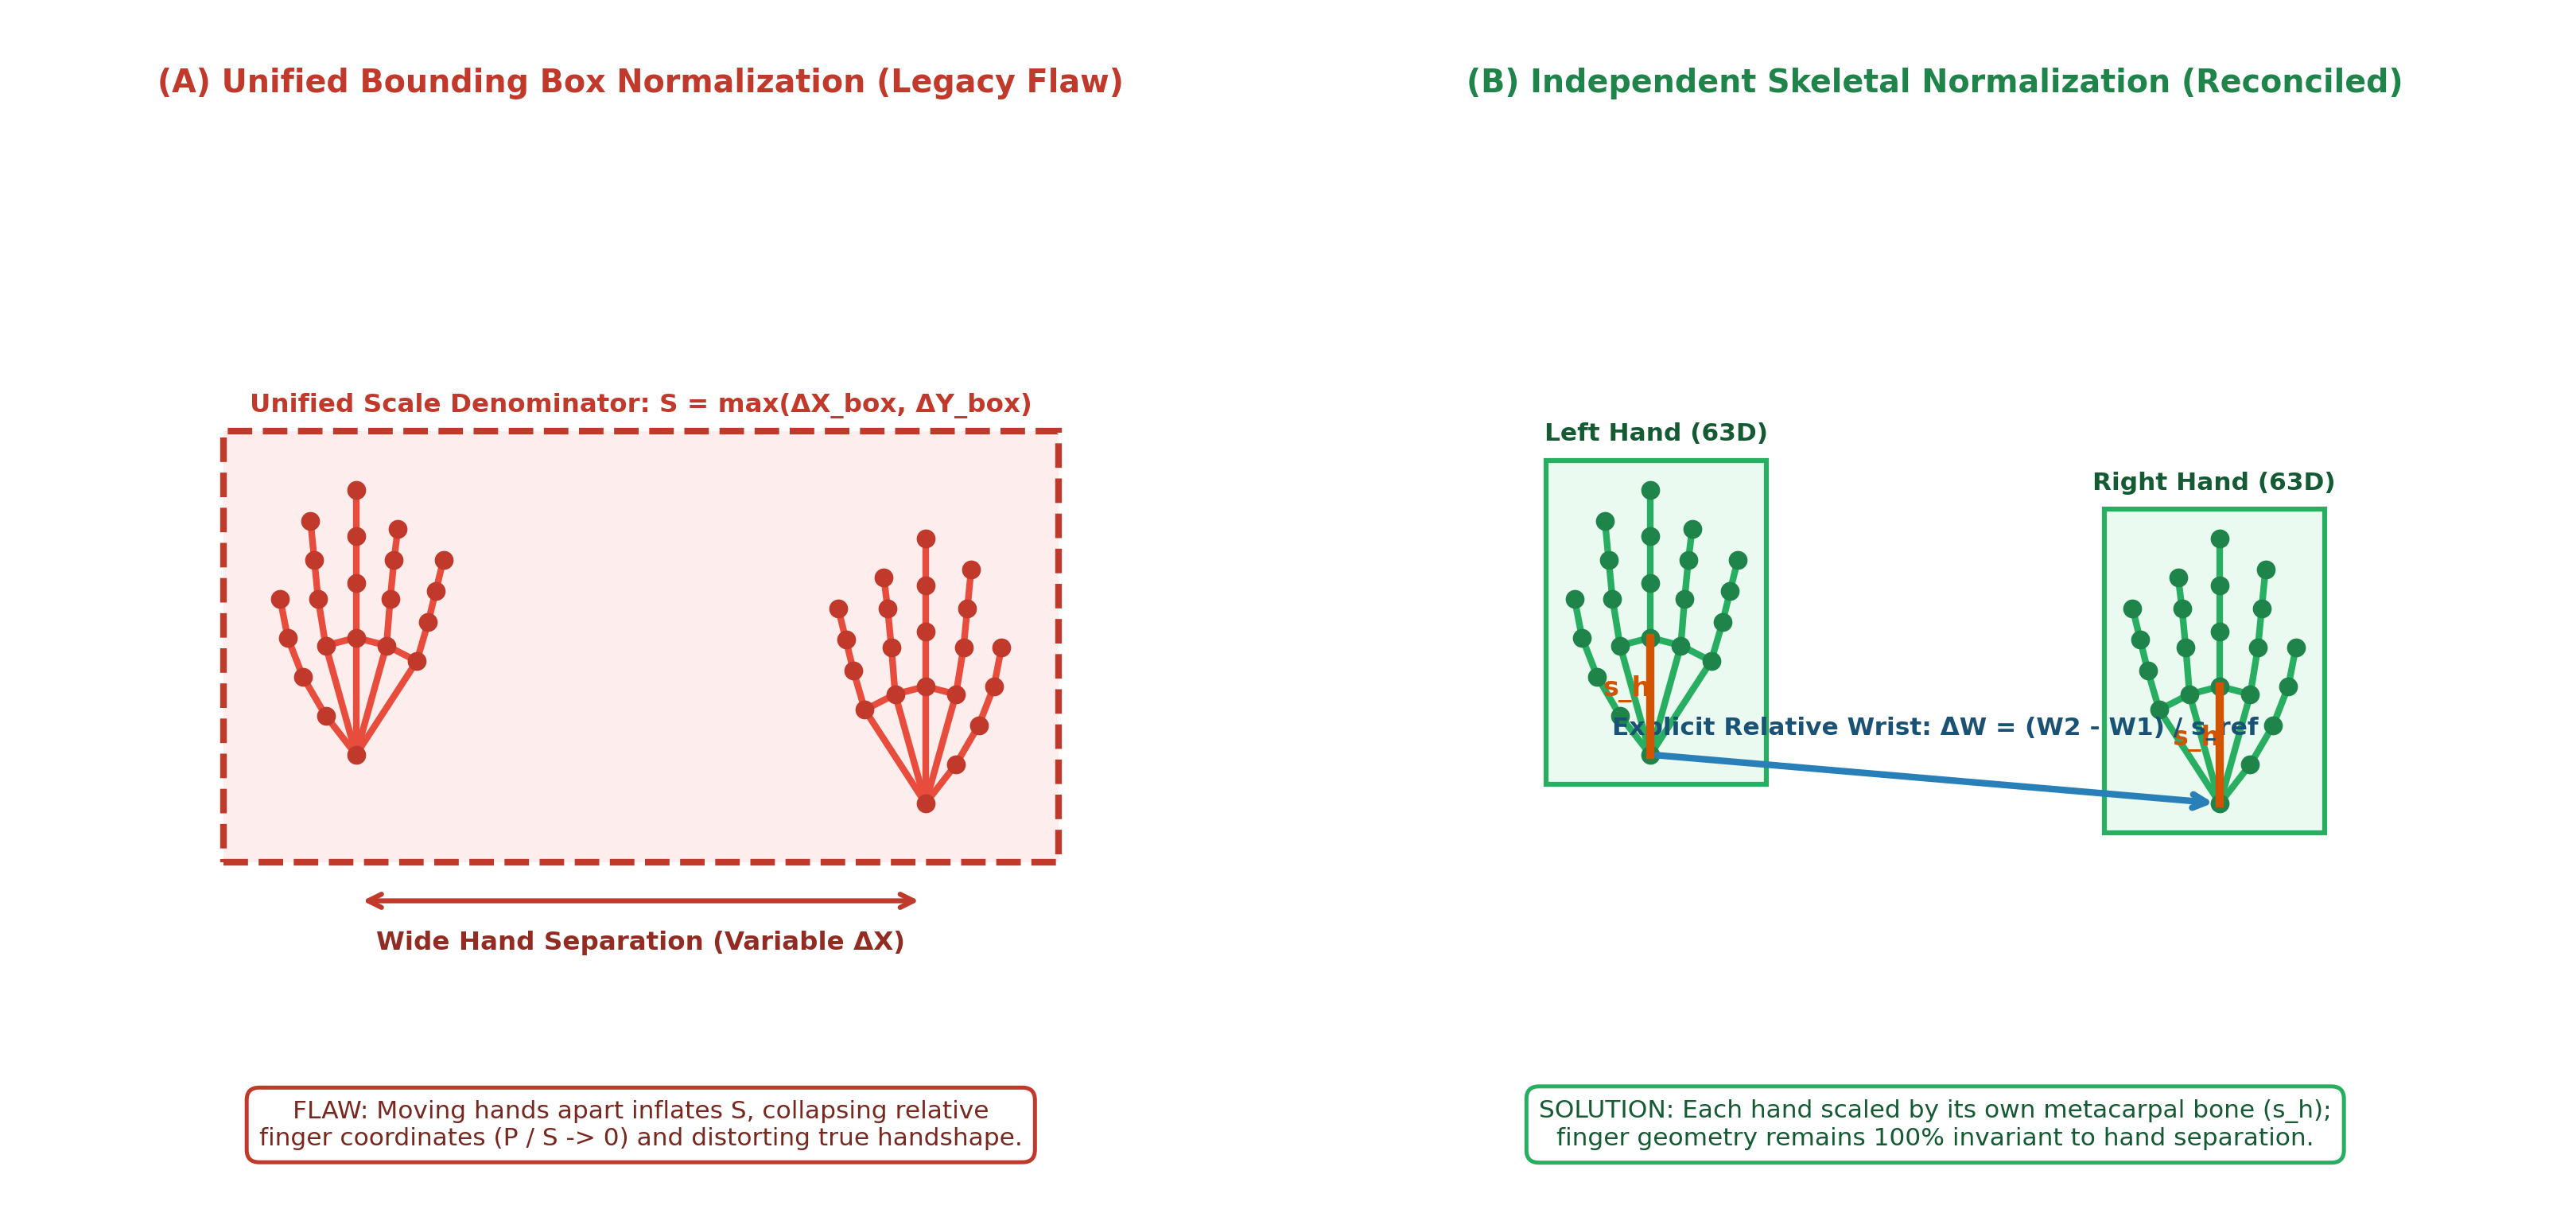 (A) Unified Bounding Box Normalization (Legacy Flaw)
Unified Scale Denominator: S = max(ΔX_box, ΔY_box)
Wide Hand Separation (Variable ΔX)
FLAW: Moving hands apart inflates S, collapsing relative
finger coordinates (P / S -> 0) and distorting true handshape.
(B) Independent Skeletal Normalization (Reconciled)
Left Hand (63D)
Right Hand (63D)
s_h
Explicit Relative Wrist: ΔW = (W2 - W1) / s_ref
s_h
SOLUTION: Each hand scaled by its own metacarpal bone (s_h);
finger geometry remains 100% invariant to hand separation.